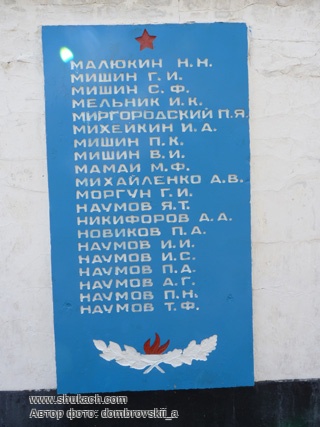 МАЛЮКИН Н.Н.
МИШИН Г.И.
МИШИН С.Ф.
МЕЛЬНИК И.К.
МИРГОРОДСКИЙ П.Я.
МИХЕЙКИН И.А.
МИШИН П.К.
МИШИН В.И.
МАМАИ М.Ф.
МИХАЙЛЕНКО А.В.
МОРГУН Г.И.
НАУМОВ Я.Т.
НИКИФОРОВ А.А.
НОВИКОВ П.А.
НАУМОВ И.И.
НАУМОВ И.С.
НАУМОВ П.А.
НАУМОВ А.Г.
НАУМОВ П.Н.
НАУМОВ Т.Ф.
www.shukach.com
Автор фото: dombrovskii_a